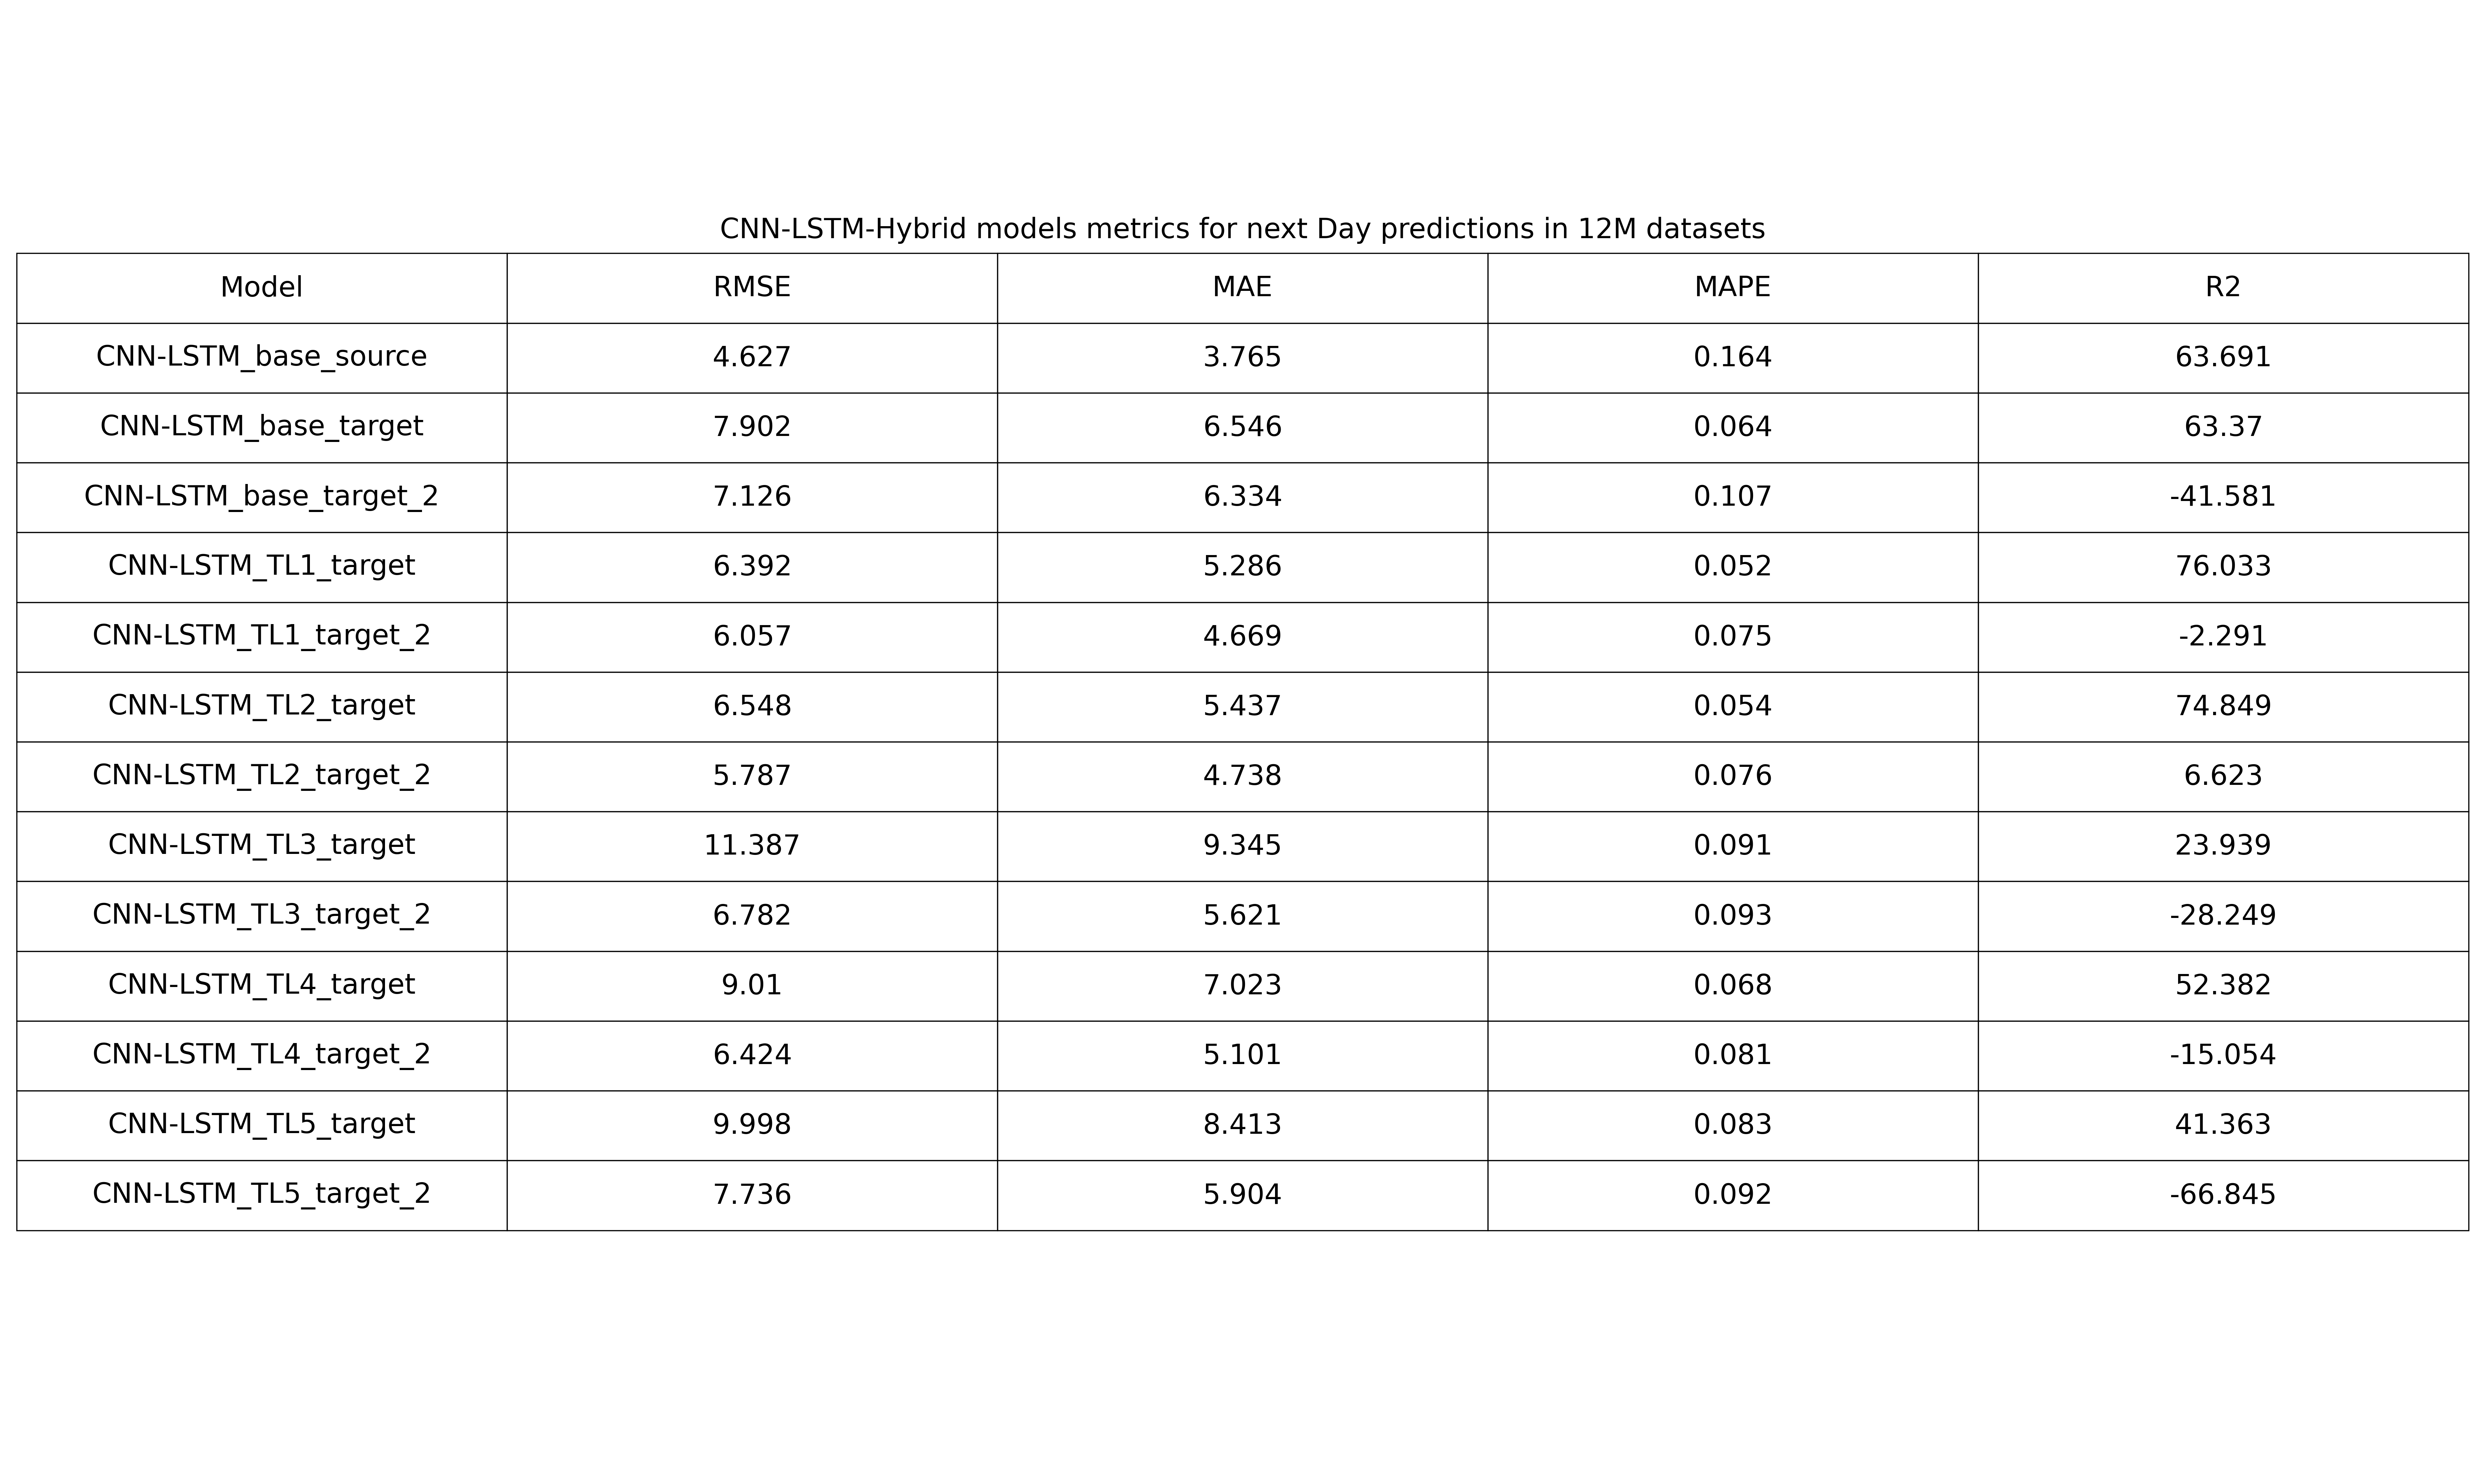 CNN-LSTM-Hybrid models metrics for next Day predictions in 12M datasets
Model RMSE MAE MAPE R2
CNN-LSTM_base_source 4.627 3.765 0.164 63.691
CNN-LSTM_base_target 7.902 6.546 0.064 63.37
CNN-LSTM_base_target_2 7.126 6.334 0.107 -41.581
CNN-LSTM_TL1_target 6.392 5.286 0.052 76.033
CNN-LSTM_TL1_target_2 6.057 4.669 0.075 -2.291
CNN-LSTM_TL2_target 6.548 5.437 0.054 74.849
CNN-LSTM_TL2_target_2 5.787 4.738 0.076 6.623
CNN-LSTM_TL3_target 11.387 9.345 0.091 23.939
CNN-LSTM_TL3_target_2 6.782 5.621 0.093 -28.249
CNN-LSTM_TL4_target 9.01 7.023 0.068 52.382
CNN-LSTM_TL4_target_2 6.424 5.101 0.081 -15.054
CNN-LSTM_TL5_target 9.998 8.413 0.083 41.363
CNN-LSTM_TL5_target_2 7.736 5.904 0.092 -66.845